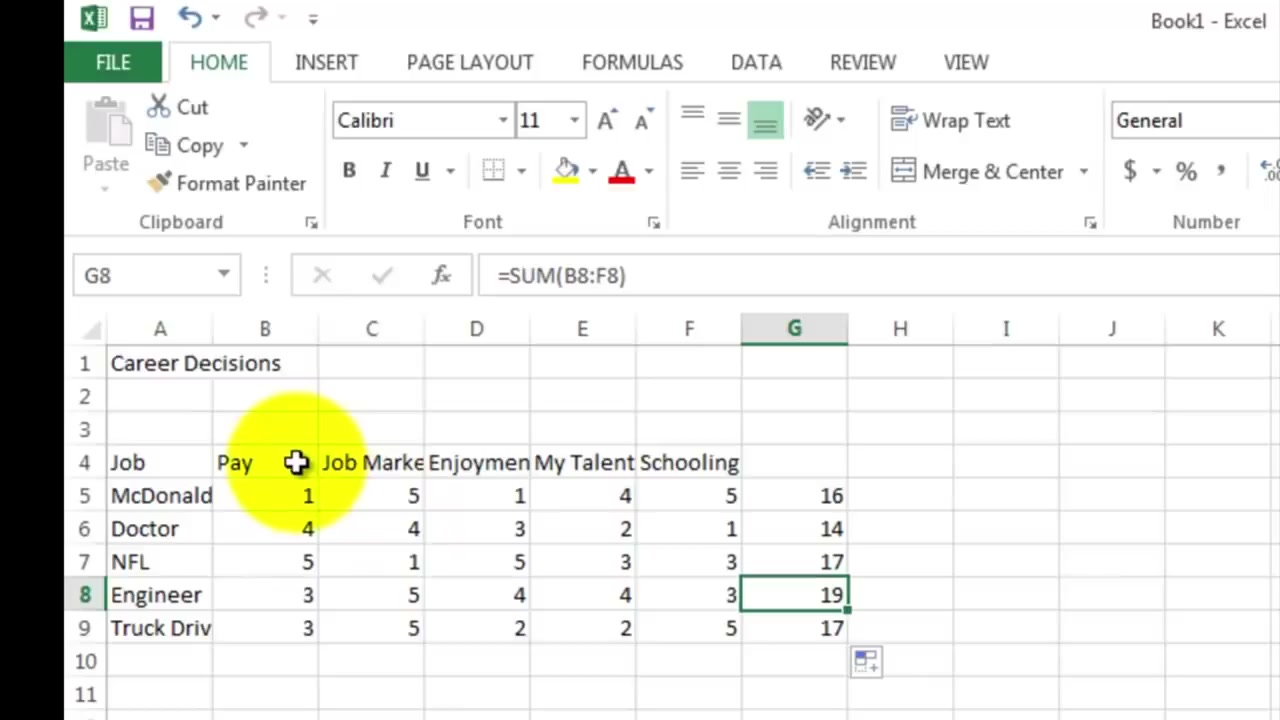 Book1 - Excel
FILE HOME INSERT PAGE LAYOUT FORMULAS DATA REVIEW VIEW
Paste Cut Calibri 11 A A Wrap Text General
Copy B I U A Merge & Center $ % ,
Format Painter
Clipboard Font Alignment Number
G8 fx =SUM(B8:F8)
A B C D E F G H I J K
1 Career Decisions
2
3
4 Job Pay Job Marke Enjoymen My Talent Schooling
5 McDonald 1 5 1 4 5 16
6 Doctor 4 4 3 2 1 14
7 NFL 5 1 5 3 3 17
8 Engineer 3 5 4 4 3 19
9 Truck Driv 3 5 2 2 5 17
10
11